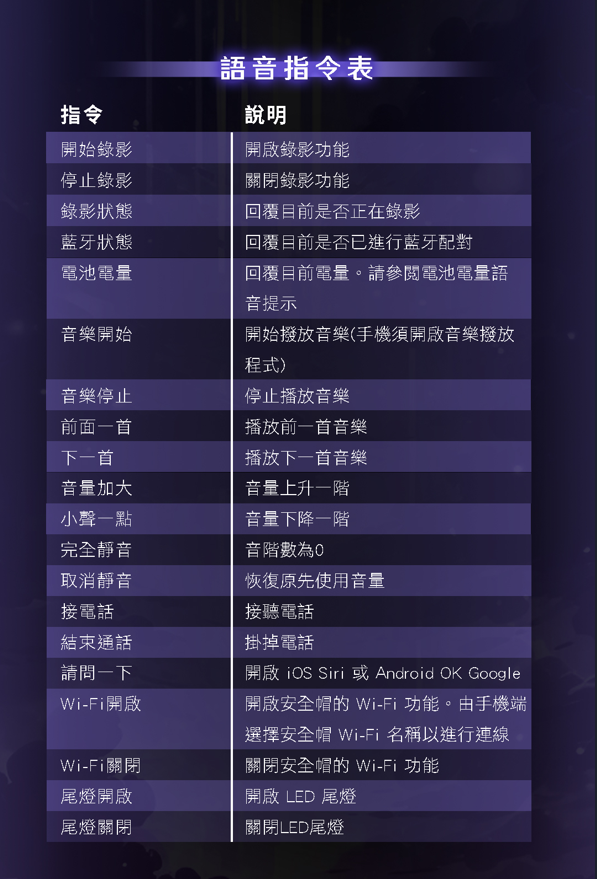 語音指令表
指令 說明
開始錄影 開啟錄影功能
停止錄影 關閉錄影功能
錄影狀態 回覆目前是否正在錄影
藍牙狀態 回覆目前是否已進行藍牙配對
電池電量 回覆目前電量。請參閱電池電量語
音提示
音樂開始 開始撥放音樂(手機須開啟音樂撥放
程式)
音樂停止 停止播放音樂
前面一首 播放前一首音樂
下一首 播放下一首音樂
音量加大 音量上升一階
小聲一點 音量下降一階
完全靜音 音階數為0
取消靜音 恢復原先使用音量
接電話 接聽電話
結束通話 掛掉電話
請問一下 開啟 iOS Siri 或 Android OK Google
Wi-Fi開啟 開啟安全帽的 Wi-Fi 功能。由手機端
選擇安全帽 Wi-Fi 名稱以進行連線
Wi-Fi關閉 關閉安全帽的 Wi-Fi 功能
尾燈開啟 開啟 LED 尾燈
尾燈關閉 關閉LED尾燈